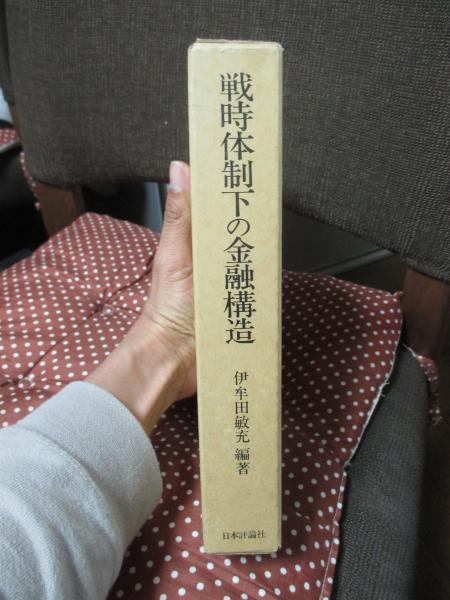 戦時体制下の金融構造
伊牟田敏充 編著
日本評論社